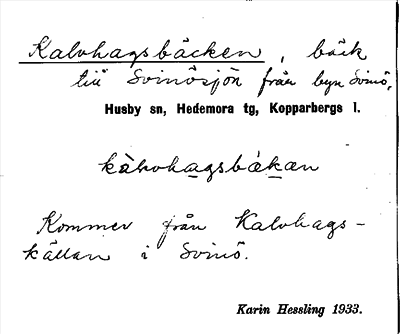 Kalvhagsbäcken, bäck
till Svinösjön från byn Svinö,
Husby sn, Hedemora tg, Kopparbergs l.
kàlvhagsbäkan
Kommer från Kalvhags-
källan i Svinö.
Karin Hessling 1933.